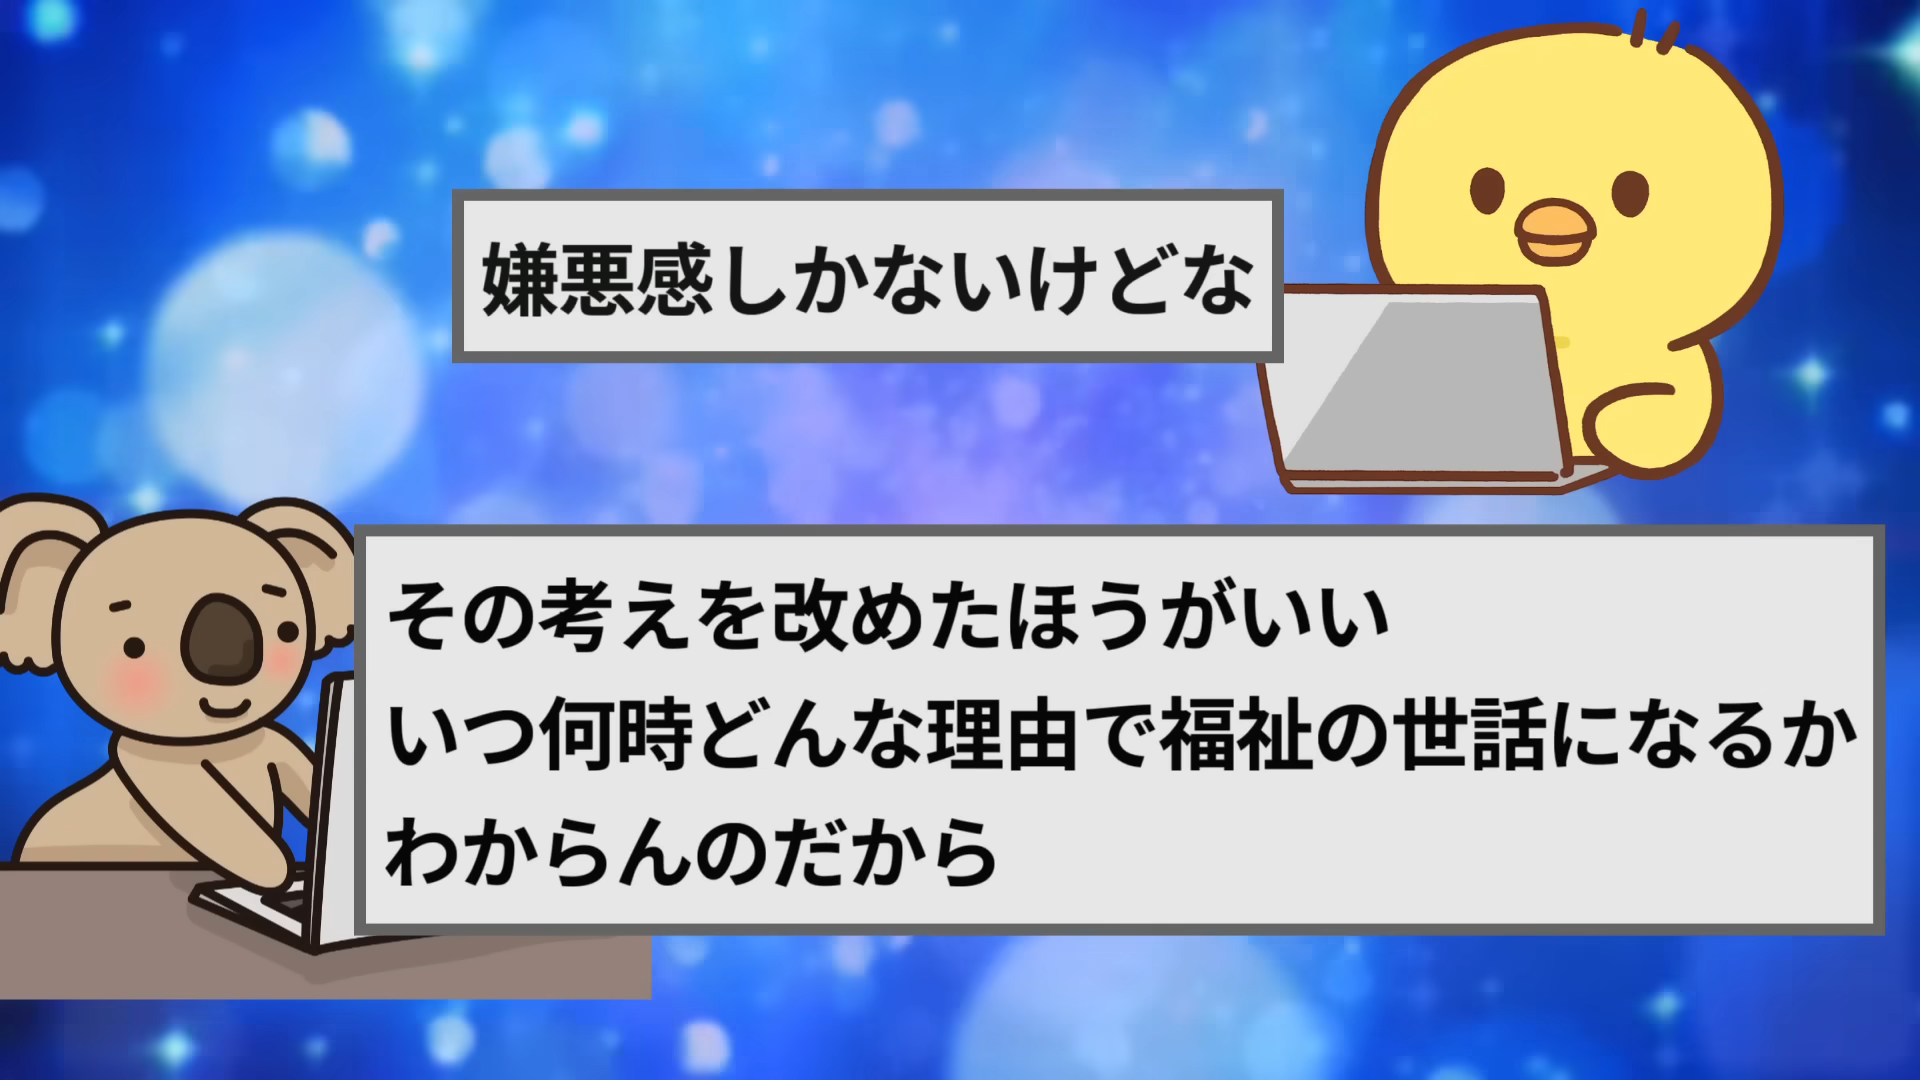 嫌悪感しかないけどな
その考えを改めたほうがいい
いつ何時どんな理由で福祉の世話になるか
わからんのだから